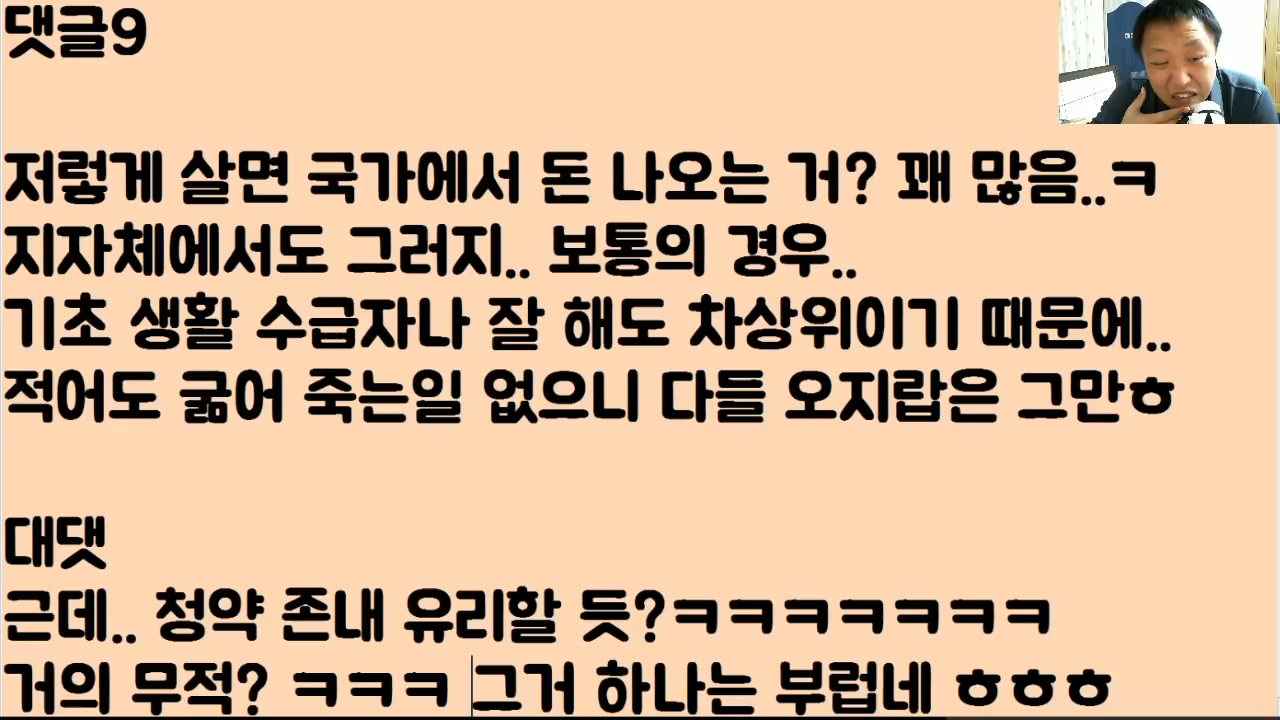 댓글9
저렇게 살면 국가에서 돈 나오는 거? 꽤 많음..ㅋ
지자체에서도 그러지.. 보통의 경우..
기초 생활 수급자나 잘 해도 차상위이기 때문에..
적어도 굶어 죽는일 없으니 다들 오지랍은 그만ㅎ
대댓
근데.. 청약 존내 유리할 듯?ㅋㅋㅋㅋㅋㅋㅋ
거의 무적? ㅋㅋㅋ 그거 하나는 부럽네 ㅎㅎㅎ